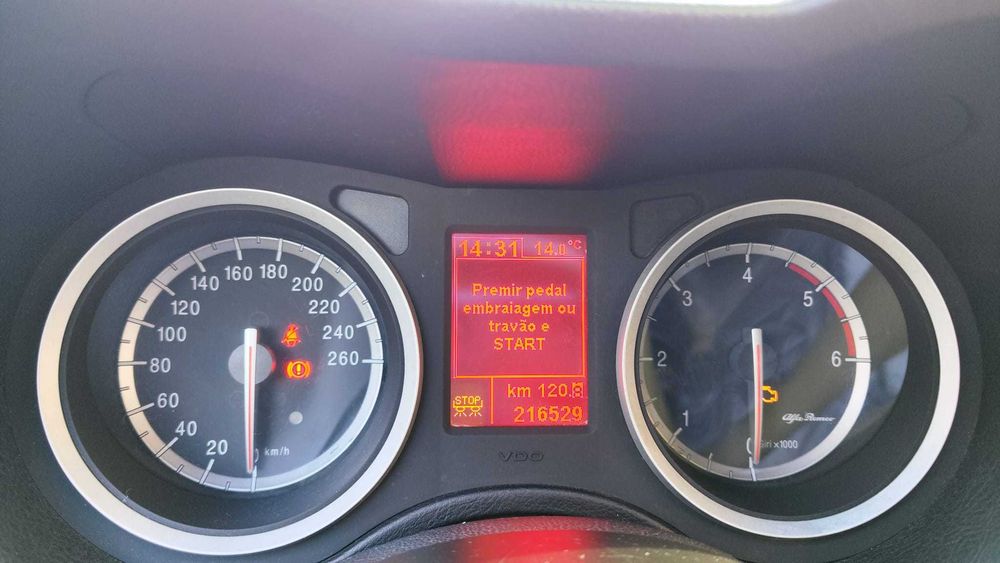 14:31 14.0°C
Premir pedal
embraiagem ou
travão e
START
STOP
km 120.8
216529
VDO
20
40
60
80
100
120
140
160
180
200
220
240
260
km/h
0
1
2
3
4
5
6
Giri x1000
Alfa Romeo